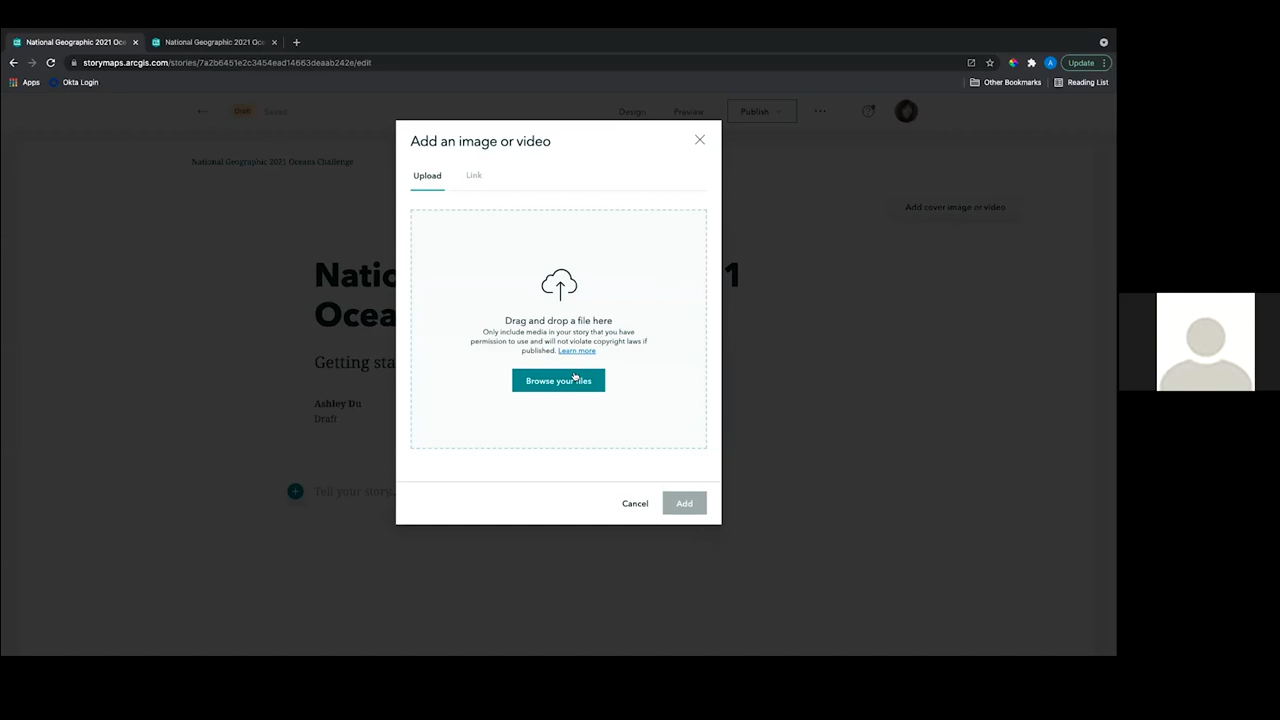 National Geographic 2021 Oce
National Geographic 2021 Oce
storymaps.arcgis.com/stories/7a2b6451e2c3454ead14663deaab242e/edit
A
Update
Apps
Okta Login
Other Bookmarks
Reading List
Draft
Saved
Design
Preview
Publish
National Geographic 2021 Oceans Challenge
Add cover image or video
Add an image or video
Upload
Link
Drag and drop a file here
Only include media in your story that you have
permission to use and will not violate copyright laws if
published. Learn more
Browse your files
Cancel
Add
Natio
1
Ocea
Getting sta
Ashley Du
Draft
Tell your story...